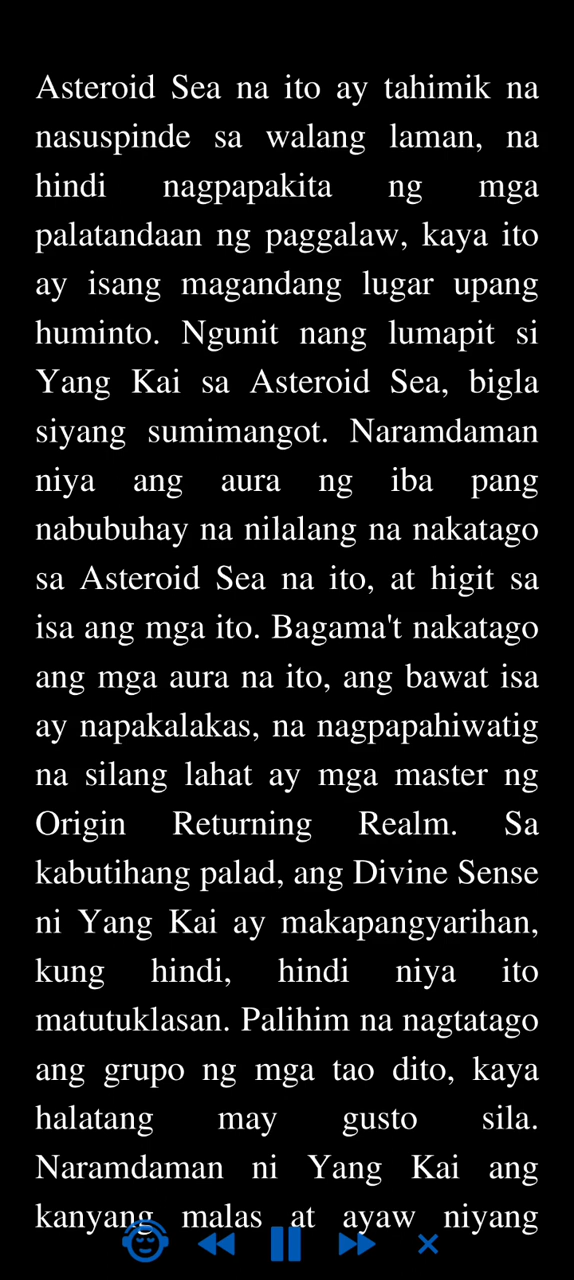 Asteroid Sea na ito ay tahimik na
nasuspinde sa walang laman, na
hindi nagpapakita ng mga
palatandaan ng paggalaw, kaya ito
ay isang magandang lugar upang
huminto. Ngunit nang lumapit si
Yang Kai sa Asteroid Sea, bigla
siyang sumimangot. Naramdaman
niya ang aura ng iba pang
nabubuhay na nilalang na nakatago
sa Asteroid Sea na ito, at higit sa
isa ang mga ito. Bagama't nakatago
ang mga aura na ito, ang bawat isa
ay napakalakas, na nagpapahiwatig
na silang lahat ay mga master ng
Origin Returning Realm. Sa
kabutihang palad, ang Divine Sense
ni Yang Kai ay makapangyarihan,
kung hindi, hindi niya ito
matutuklasan. Palihim na nagtatago
ang grupo ng mga tao dito, kaya
halatang may gusto sila.
Naramdaman ni Yang Kai ang
kanyang malas at ayaw niyang